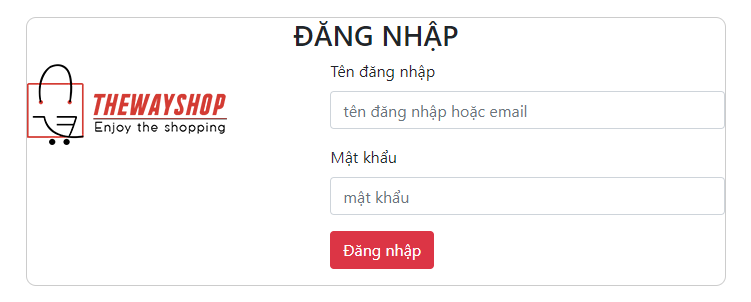 ĐĂNG NHẬP
THEWAYSHOP
Enjoy the shopping
Tên đăng nhập
tên đăng nhập hoặc email
Mật khẩu
mật khẩu
Đăng nhập